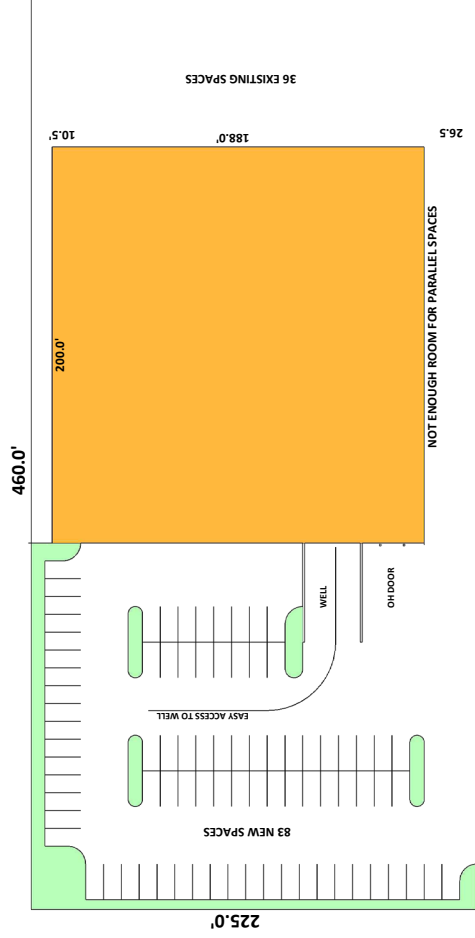 36 EXISTING SPACES
10.5'
188.0'
26.5
200.0'
NOT ENOUGH ROOM FOR PARALLEL SPACES
460.0'
WELL
OH DOOR
EASY ACCESS TO WELL
83 NEW SPACES
225.0'